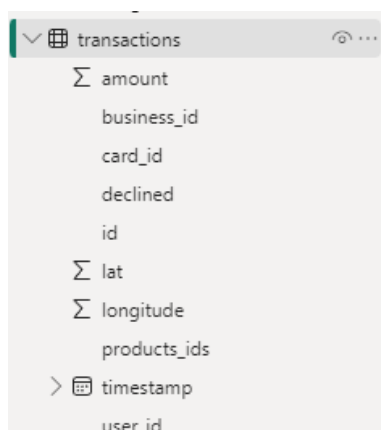 transactions
Σ amount
business_id
card_id
declined
id
Σ lat
Σ longitude
products_ids
timestamp
user_id